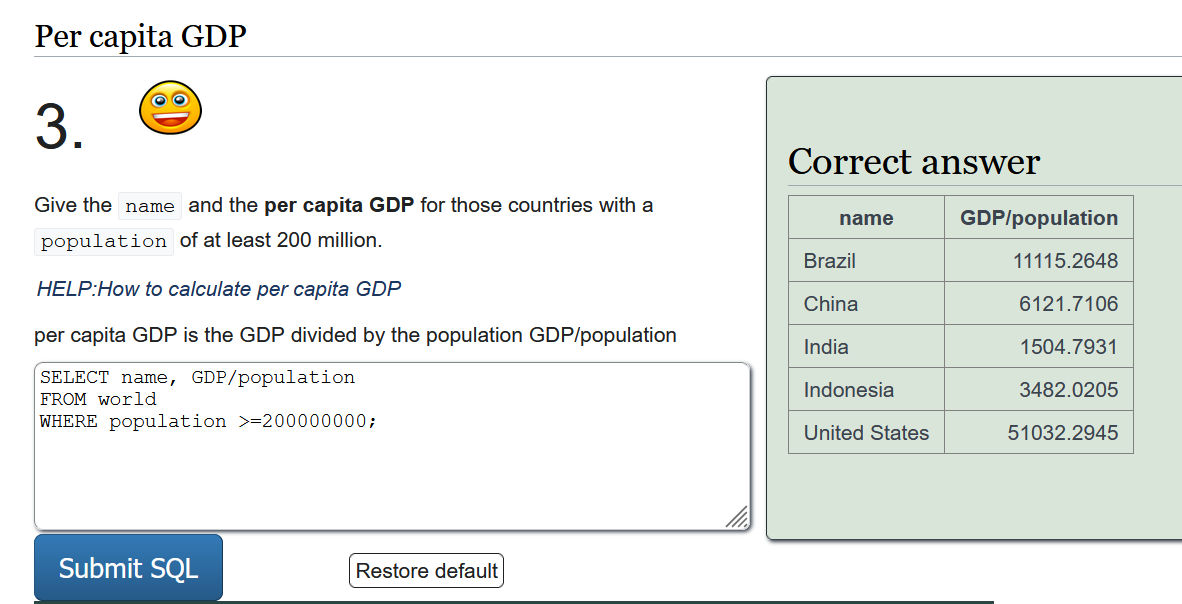 Per capita GDP
3.
Give the name and the per capita GDP for those countries with a
population of at least 200 million.
HELP:How to calculate per capita GDP
per capita GDP is the GDP divided by the population GDP/population
SELECT name, GDP/population
FROM world
WHERE population >=200000000;
Submit SQL
Restore default
Correct answer
name GDP/population
Brazil 11115.2648
China 6121.7106
India 1504.7931
Indonesia 3482.0205
United States 51032.2945